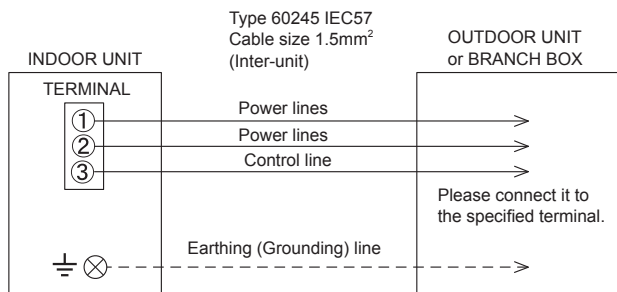 Type 60245 IEC57
Cable size 1.5mm²
(Inter-unit)
INDOOR UNIT
OUTDOOR UNIT
or BRANCH BOX
TERMINAL
① Power lines
② Power lines
③ Control line
Please connect it to
the specified terminal.
Earthing (Grounding) line